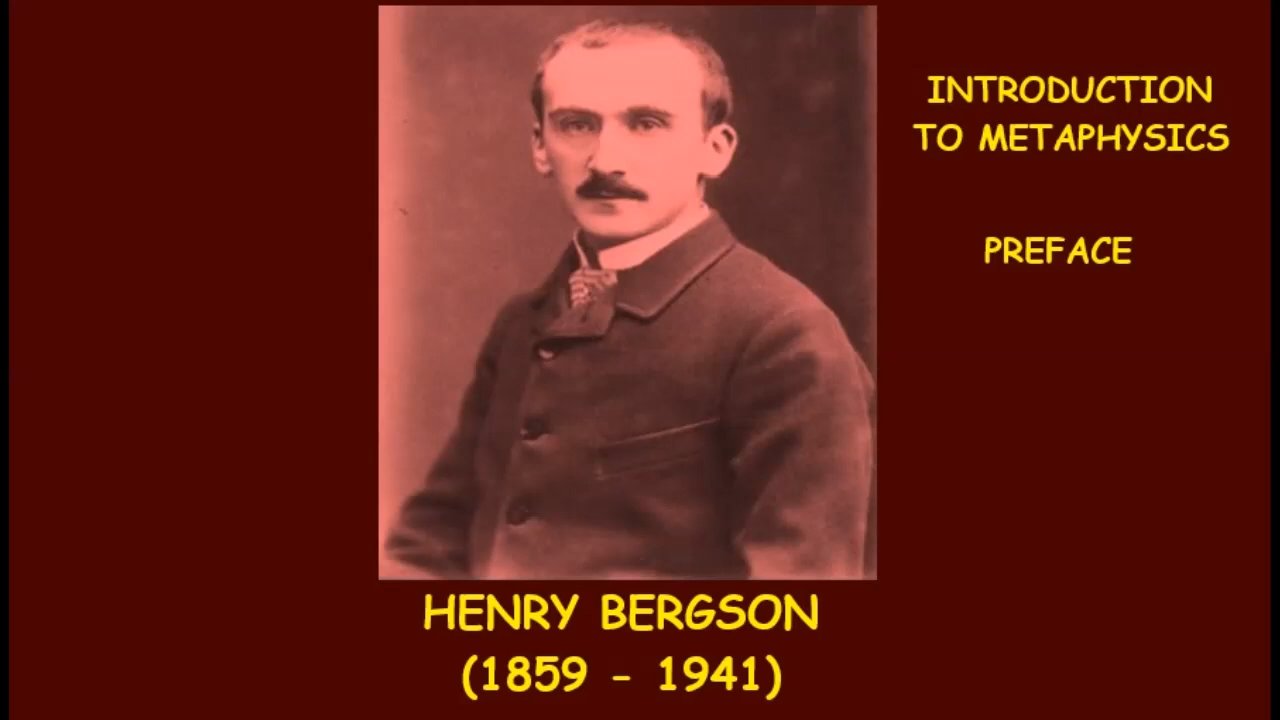 INTRODUCTION
TO METAPHYSICS
PREFACE
HENRY BERGSON
(1859 - 1941)